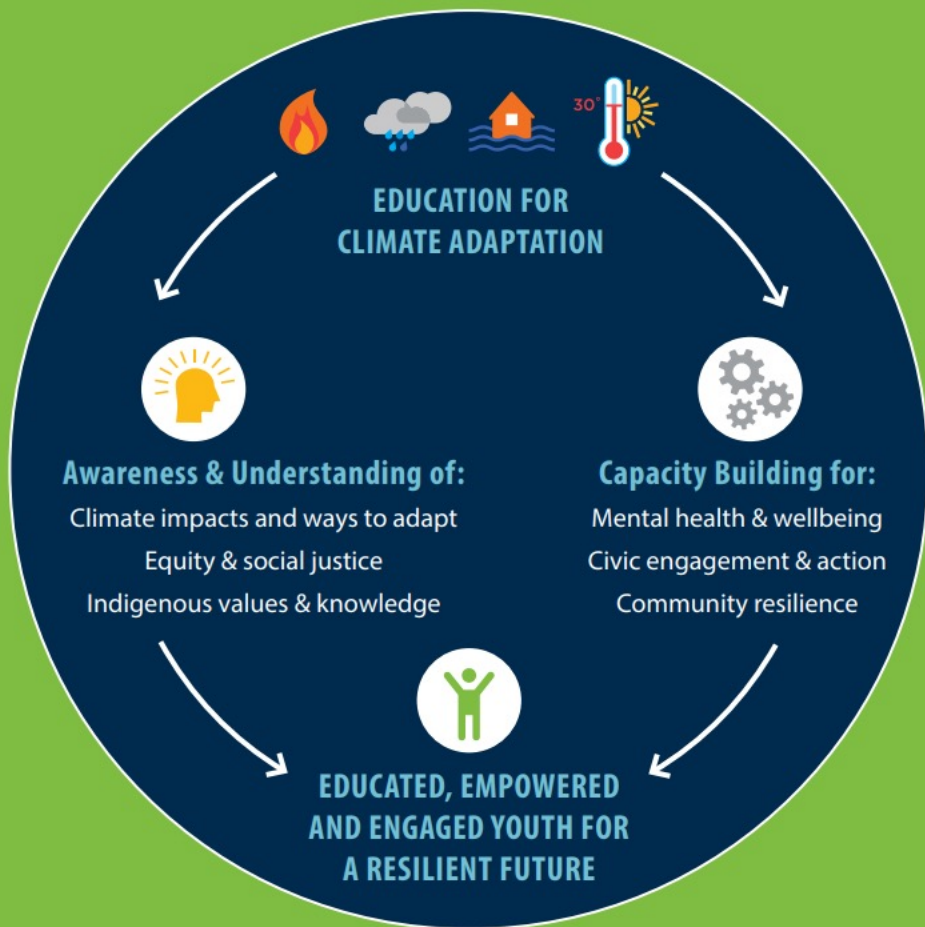 30°
EDUCATION FOR
CLIMATE ADAPTATION
Awareness & Understanding of:
Climate impacts and ways to adapt
Equity & social justice
Indigenous values & knowledge
Capacity Building for:
Mental health & wellbeing
Civic engagement & action
Community resilience
EDUCATED, EMPOWERED
AND ENGAGED YOUTH FOR
A RESILIENT FUTURE